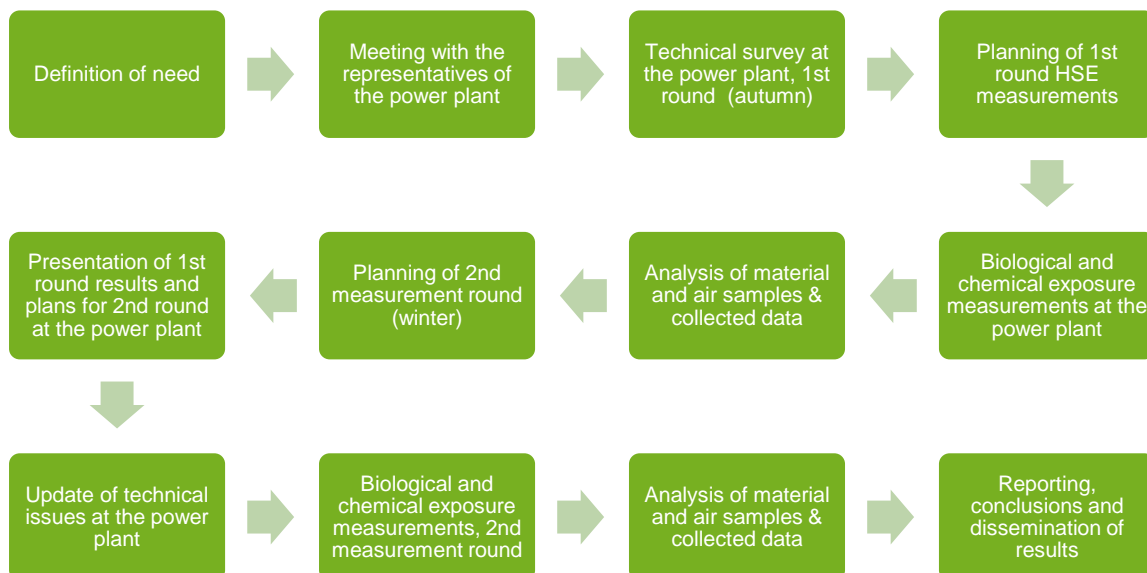 Definition of need
Meeting with the
representatives of
the power plant
Technical survey at
the power plant, 1st
round (autumn)
Planning of 1st
round HSE
measurements
Biological and
chemical exposure
measurements at the
power plant
Analysis of material
and air samples &
collected data
Planning of 2nd
measurement round
(winter)
Presentation of 1st
round results and
plans for 2nd round
at the power plant
Update of technical
issues at the power
plant
Biological and
chemical exposure
measurements, 2nd
measurement round
Analysis of material
and air samples &
collected data
Reporting,
conclusions and
dissemination of
results